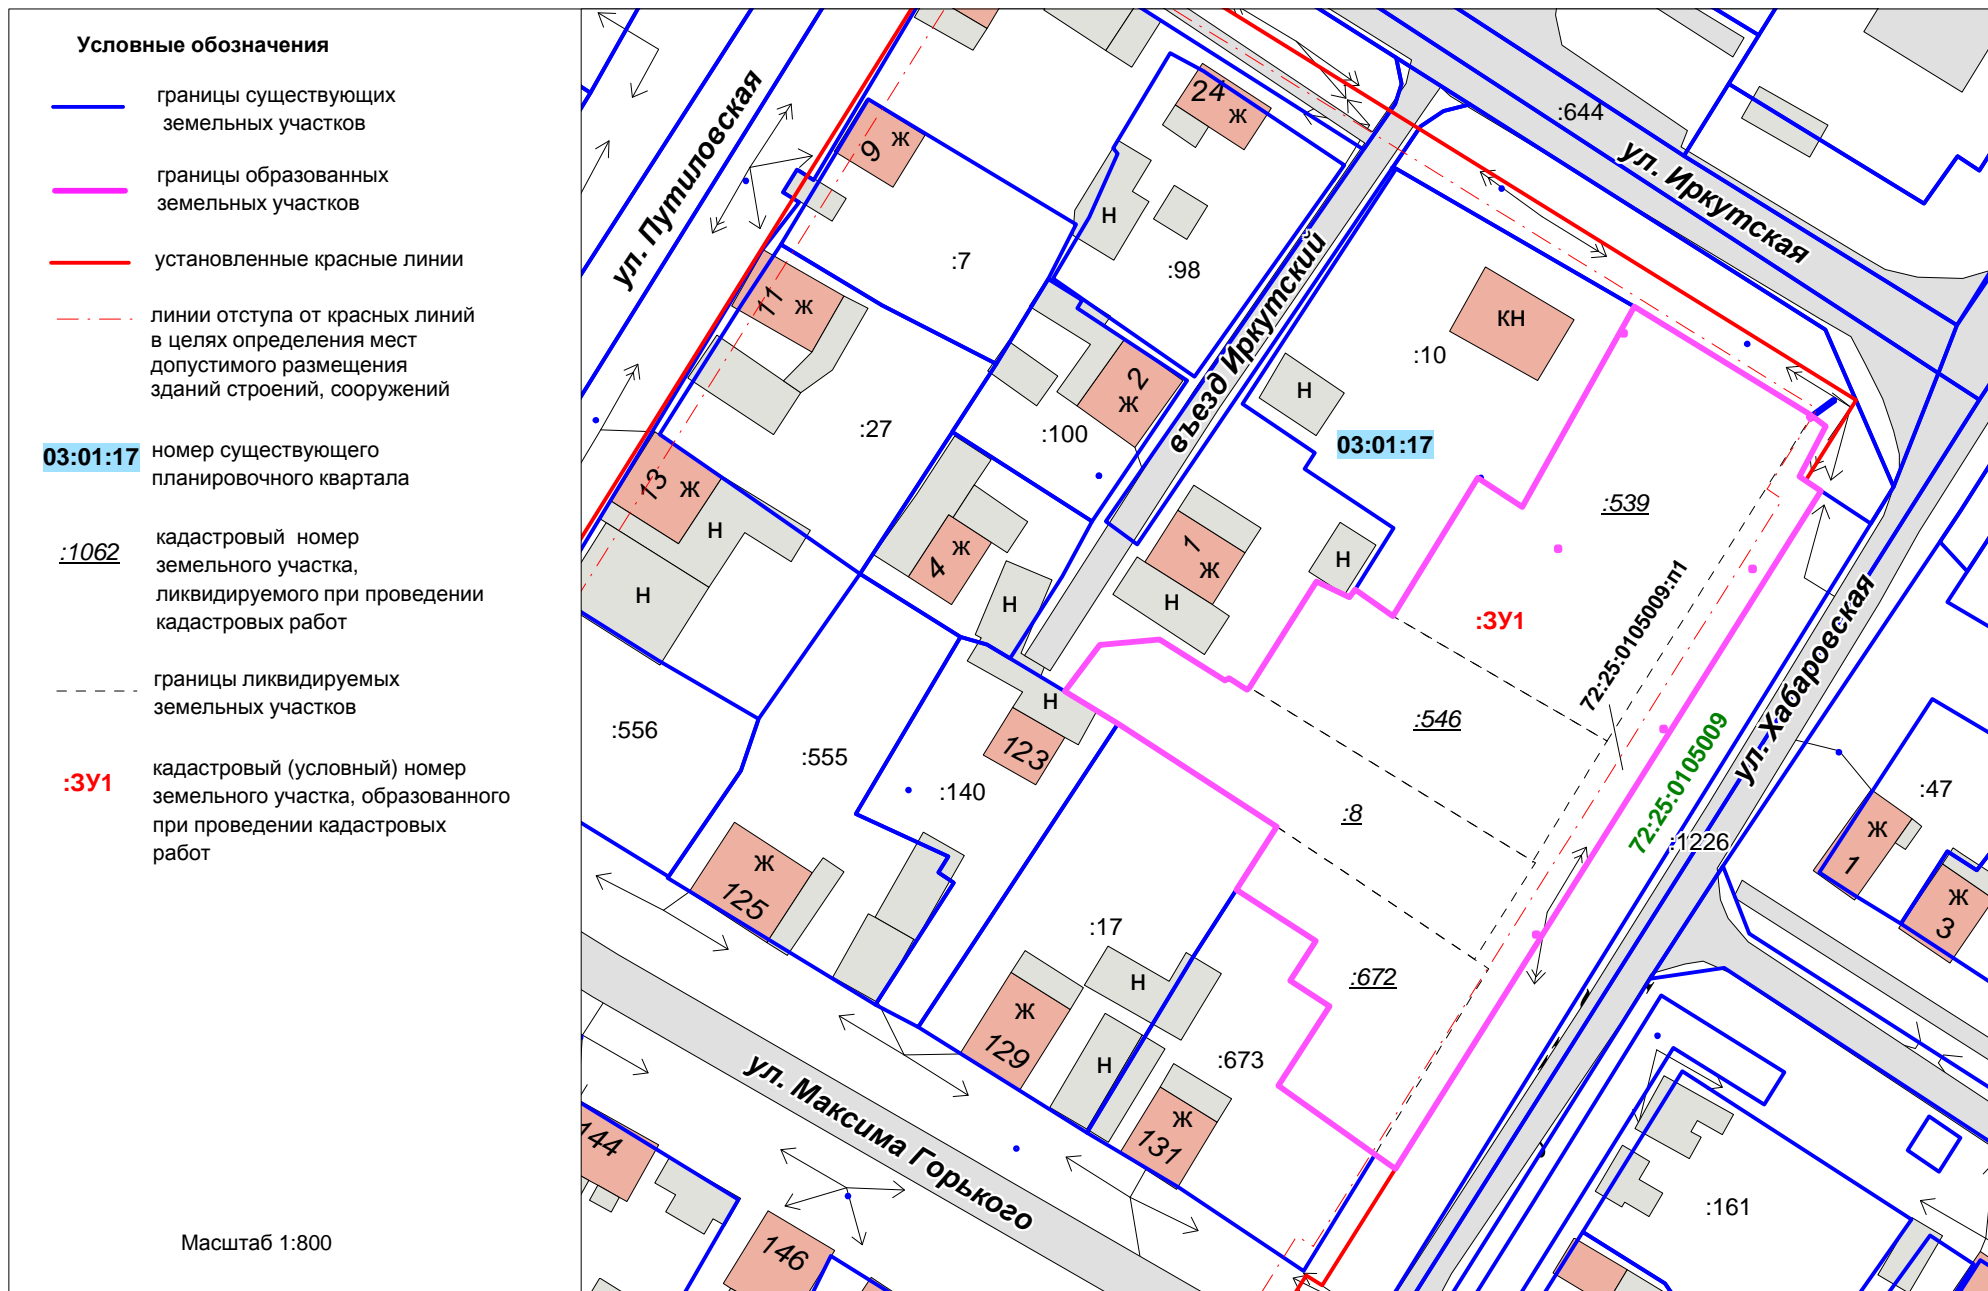 Условные обозначения
границы существующих
земельных участков
границы образованных
земельных участков
установленные красные линии
линии отступа от красных линий
в целях определения мест
допустимого размещения
зданий строений, сооружений
03:01:17
номер существующего
планировочного квартала
:1062
кадастровый номер
земельного участка,
ликвидируемого при проведении
кадастровых работ
границы ликвидируемых
земельных участков
:ЗУ1
кадастровый (условный) номер
земельного участка, образованного
при проведении кадастровых
работ
Масштаб 1:800
ул. Путиловская
24
ж
:644
ул. Иркутская
9
ж
н
:7
:98
въезд Иркутский
11
ж
кн
:10
2
ж
н
:27
:100
03:01:17
13
ж
н
н
4
ж
н
1
ж
н
н
:539
:ЗУ1
72:25:0105009:п1
ул. Хабаровская
:546
72:25:0105009
:556
:555
н
123
:140
:8
:1226
:47
ж
1
ж
3
ж
125
:17
н
:672
ж
129
н
:673
ж
131
ул. Максима Горького
144
146
:161